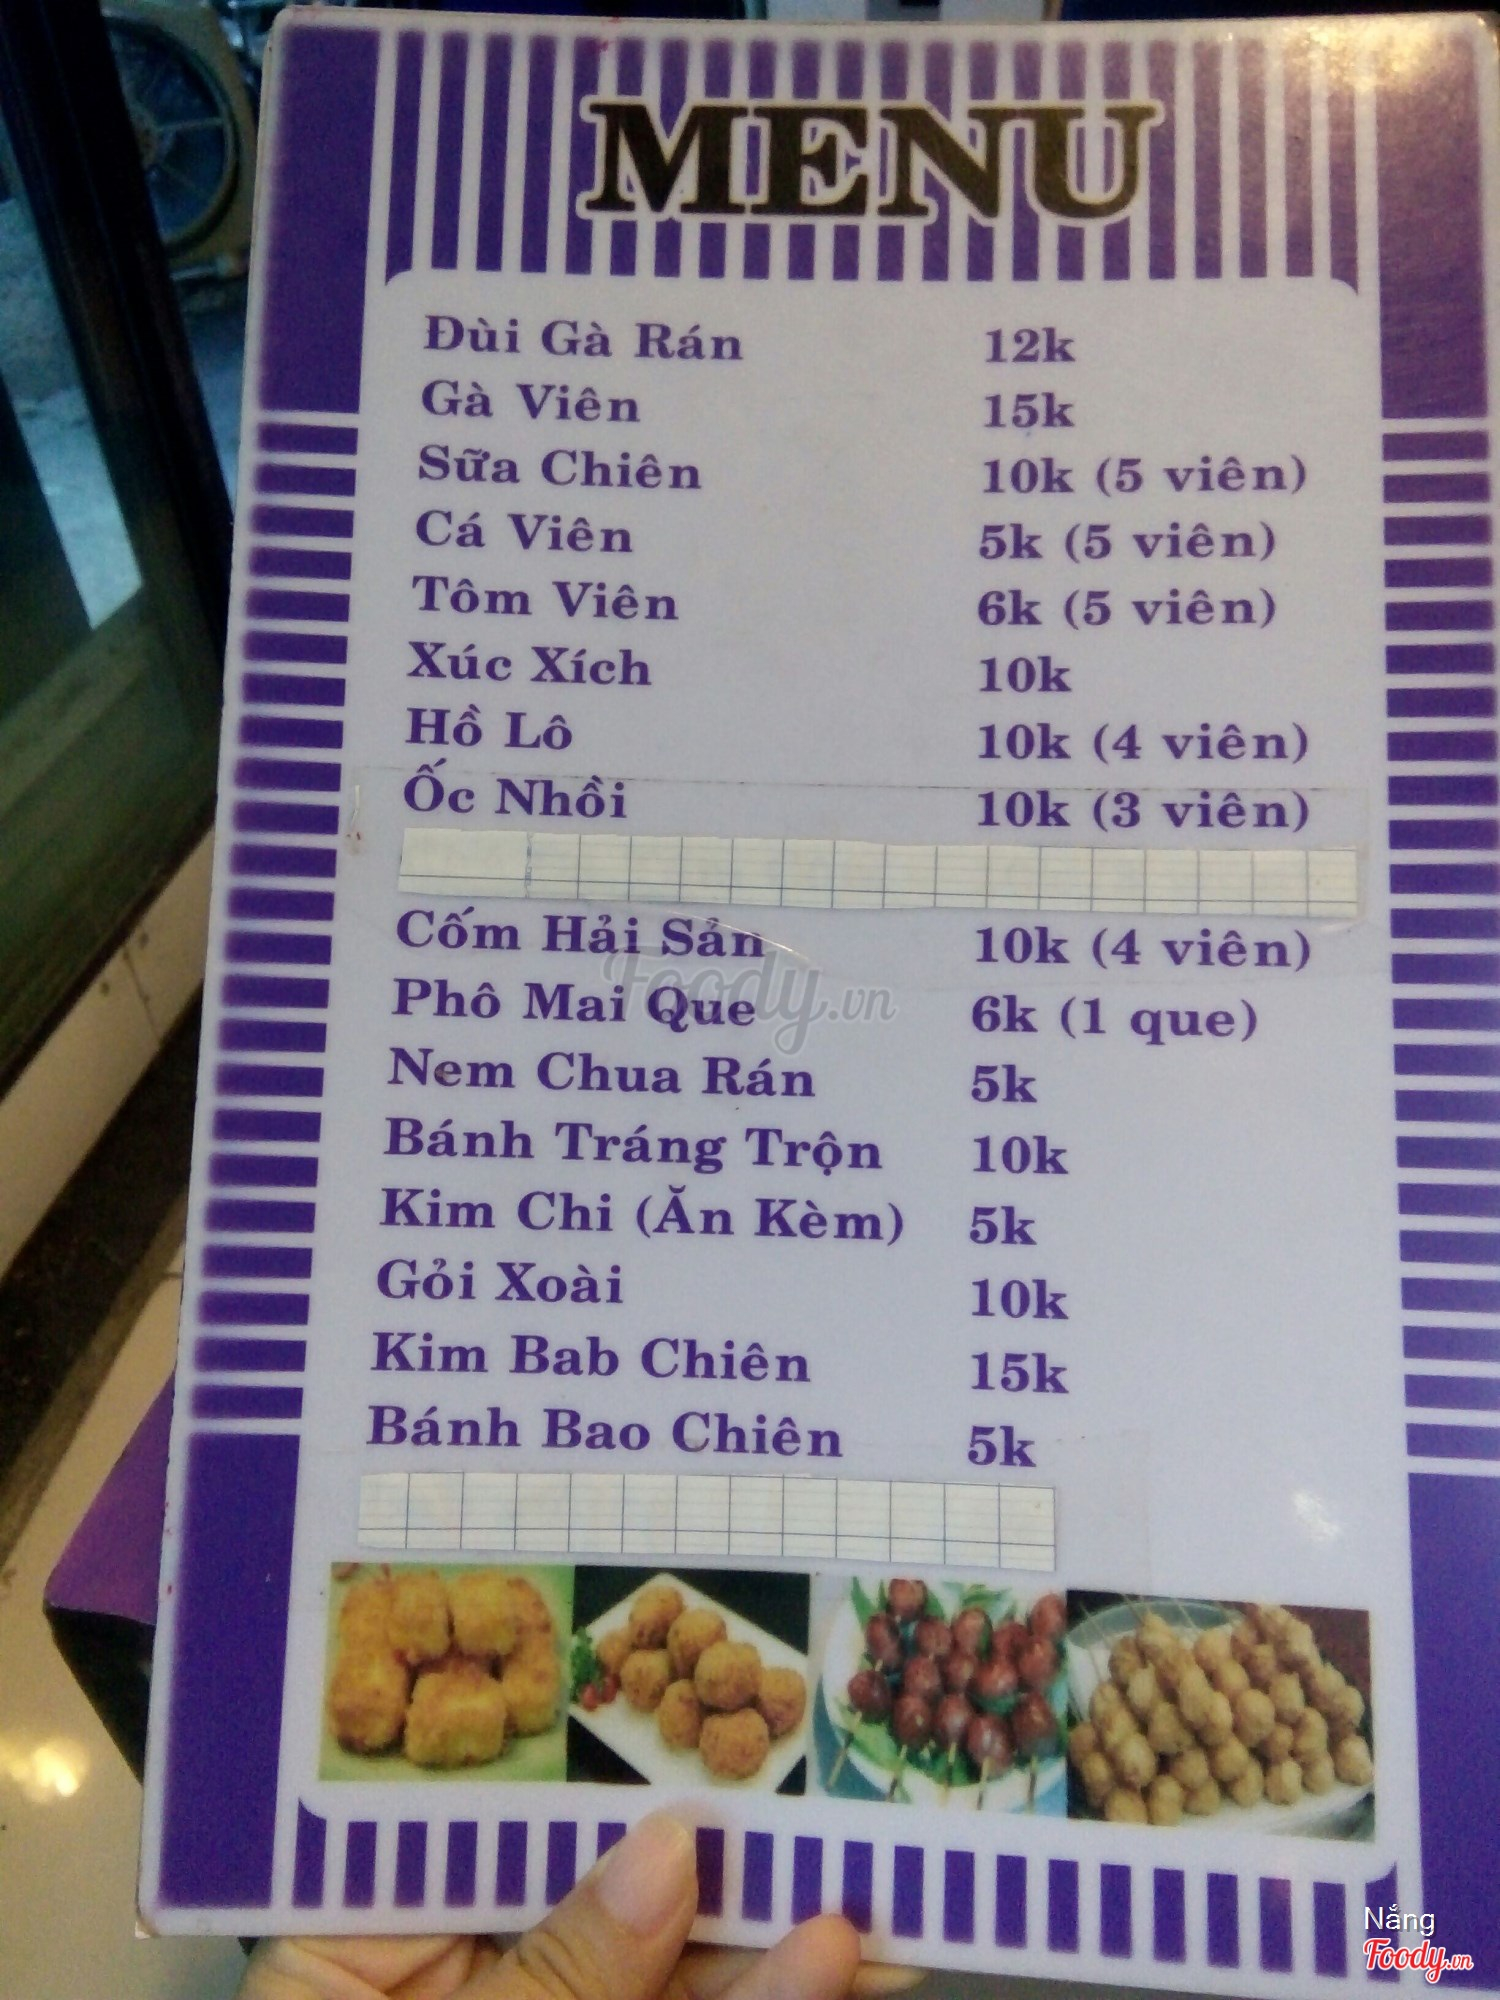 MENU
Đùi Gà Rán 12k
Gà Viên 15k
Sữa Chiên 10k (5 viên)
Cá Viên 5k (5 viên)
Tôm Viên 6k (5 viên)
Xúc Xích 10k
Hồ Lô 10k (4 viên)
Ốc Nhồi 10k (3 viên)
Cốm Hải Sản 10k (4 viên)
Phô Mai Que 6k (1 que)
Nem Chua Rán 5k
Bánh Tráng Trộn 10k
Kim Chi (Ăn Kèm) 5k
Gỏi Xoài 10k
Kim Bab Chiên 15k
Bánh Bao Chiên 5k
Foody.vn
Nắng
Foody.vn